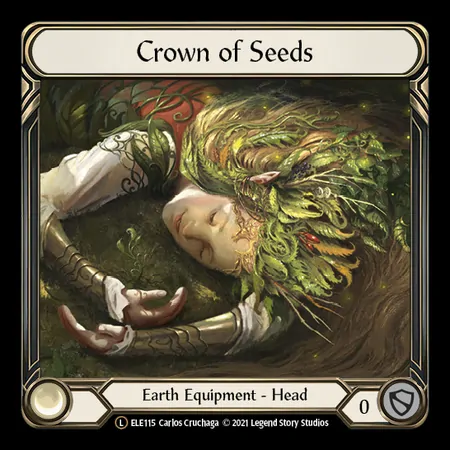 Crown of Seeds
Earth Equipment - Head
0
L ELE115 Carlos Cruchaga © 2021 Legend Story Studios